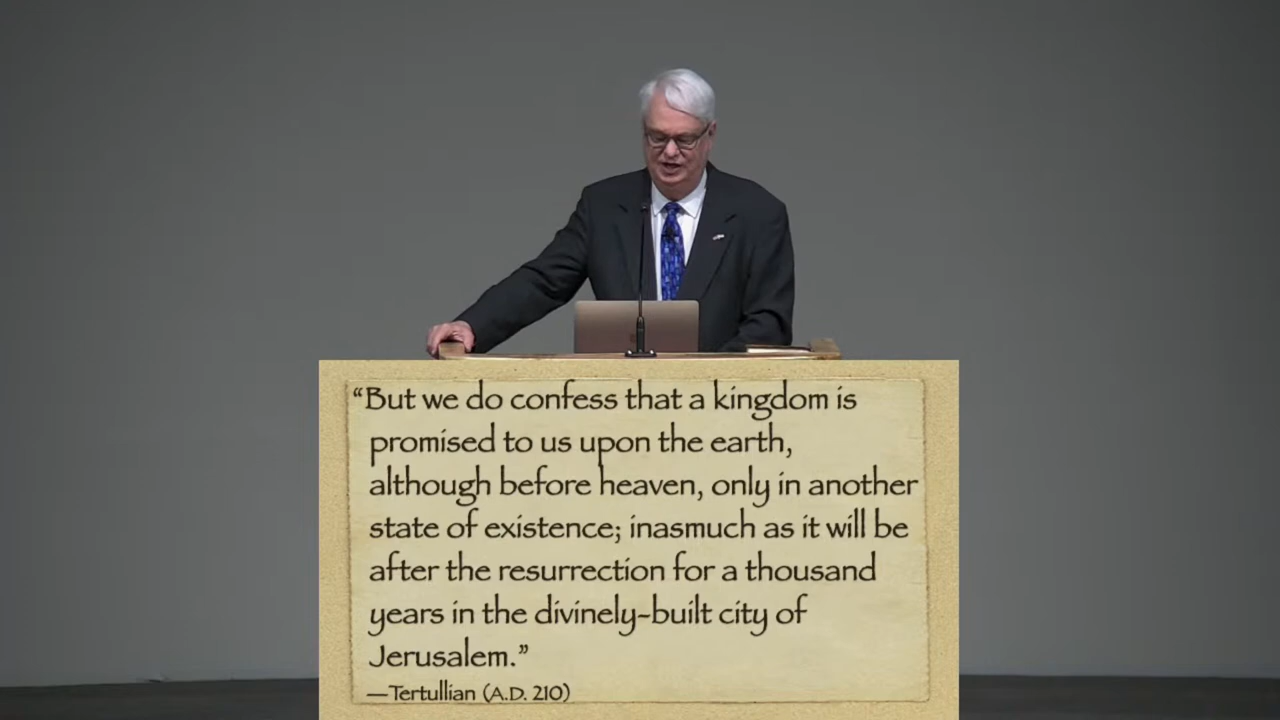 “But we do confess that a kingdom is
promised to us upon the earth,
although before heaven, only in another
state of existence; inasmuch as it will be
after the resurrection for a thousand
years in the divinely-built city of
Jerusalem.”
—Tertullian (A.D. 210)